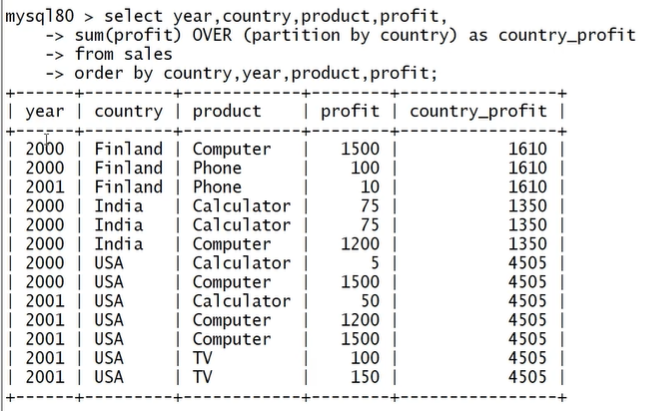 mysql80 > select year,country,product,profit,
    -> sum(profit) OVER (partition by country) as country_profit
    -> from sales
    -> order by country,year,product,profit;
+------+---------+------------+--------+----------------+
| year | country | product    | profit | country_profit |
+------+---------+------------+--------+----------------+
| 2000 | Finland | Computer   |   1500 |           1610 |
| 2000 | Finland | Phone      |    100 |           1610 |
| 2001 | Finland | Phone      |     10 |           1610 |
| 2000 | India   | Calculator |     75 |           1350 |
| 2000 | India   | Calculator |     75 |           1350 |
| 2000 | India   | Computer   |   1200 |           1350 |
| 2000 | USA     | Calculator |      5 |           4505 |
| 2000 | USA     | Computer   |   1500 |           4505 |
| 2001 | USA     | Calculator |     50 |           4505 |
| 2001 | USA     | Computer   |   1200 |           4505 |
| 2001 | USA     | Computer   |   1500 |           4505 |
| 2001 | USA     | TV         |    100 |           4505 |
| 2001 | USA     | TV         |    150 |           4505 |
+------+---------+------------+--------+----------------+